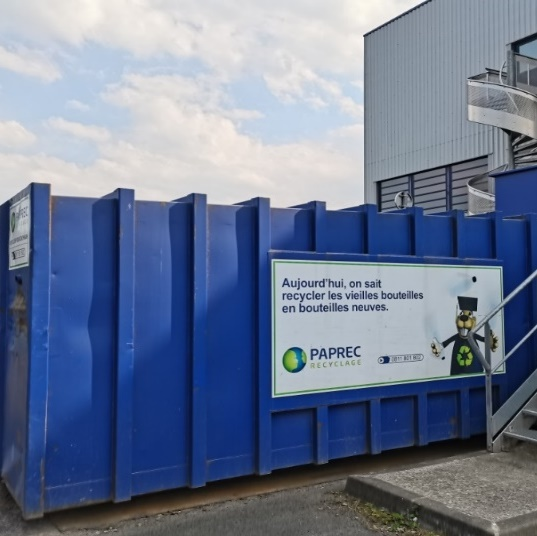 Aujourd'hui, on sait
recycler les vieilles bouteilles
en bouteilles neuves.
PAPREC
RECYCLAGE